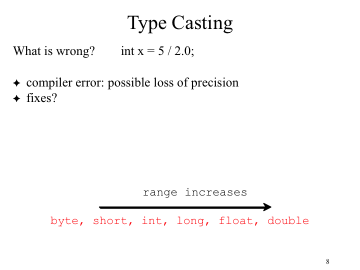 Type Casting
What is wrong? int x = 5 / 2.0;
✦ compiler error: possible loss of precision
✦ fixes?
range increases
byte, short, int, long, float, double
8